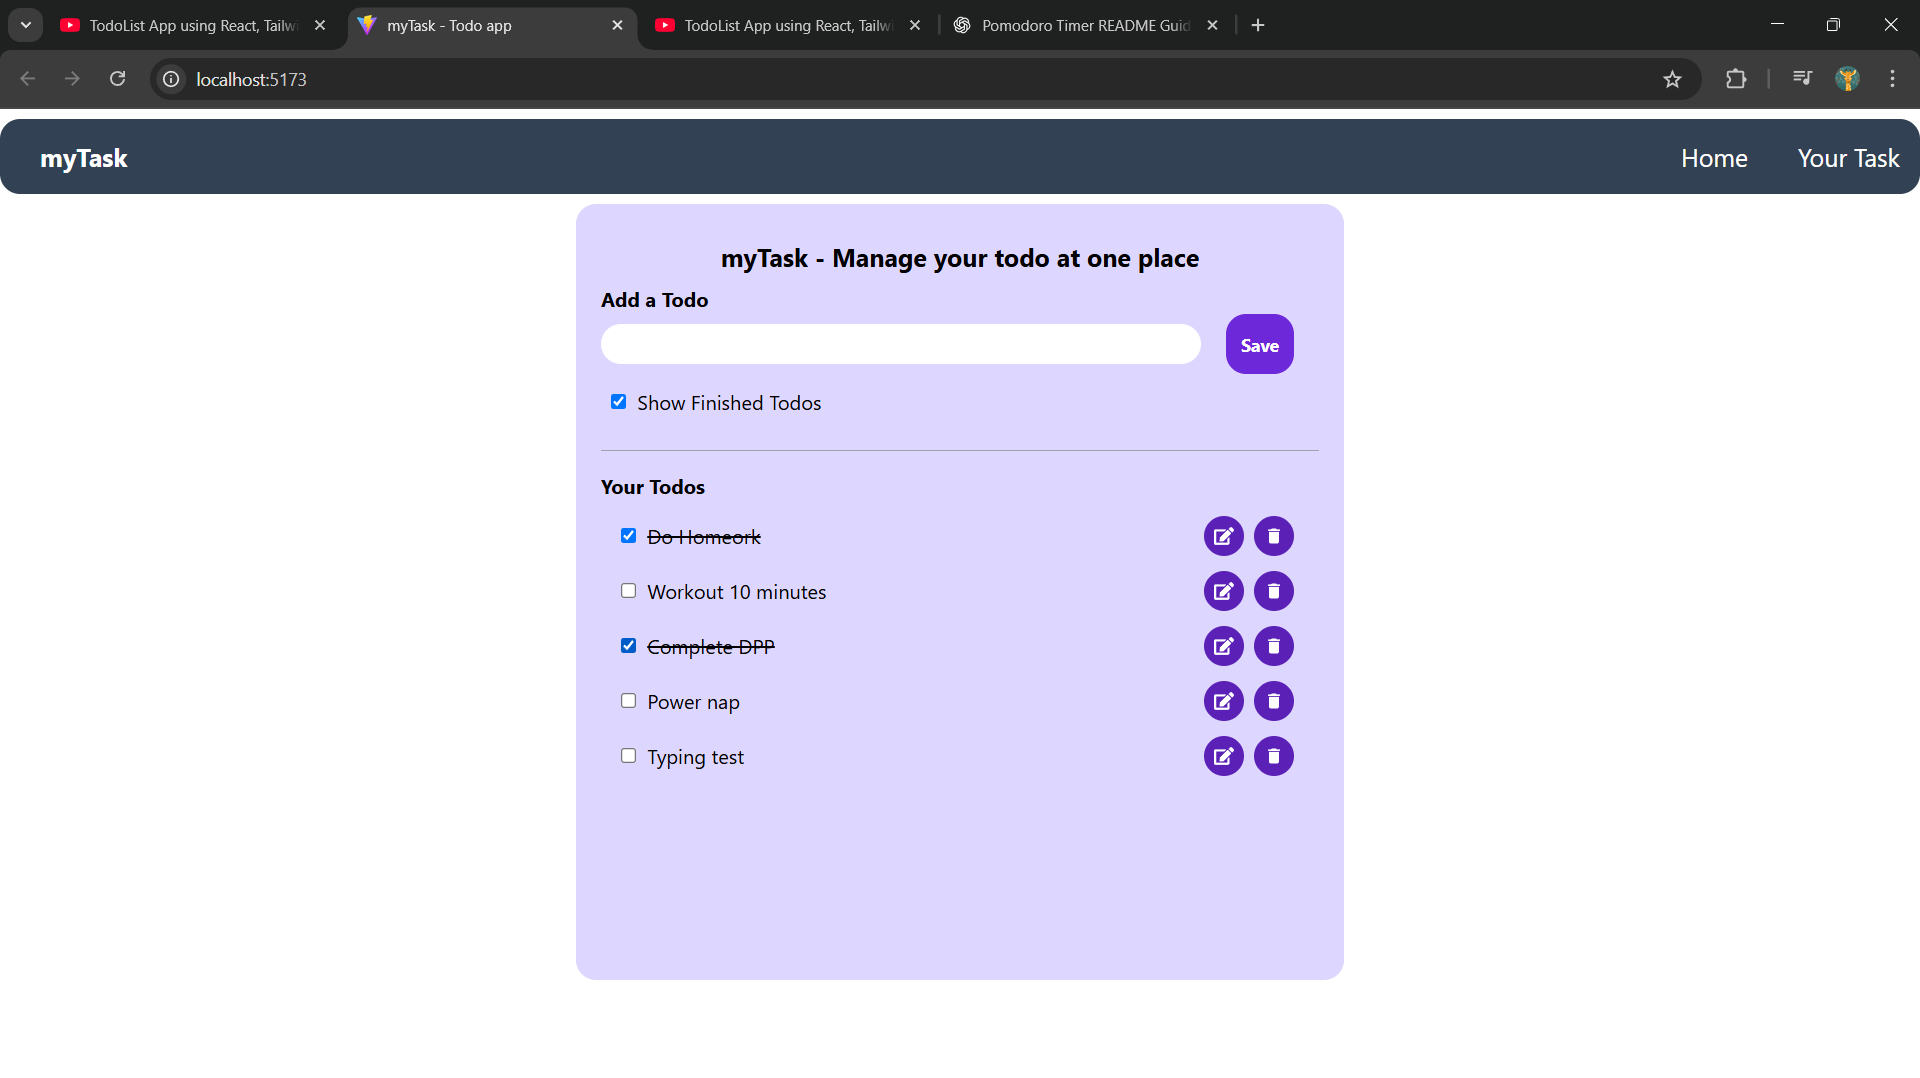 TodoList App using React, Tailwi
myTask - Todo app
TodoList App using React, Tailwi
Pomodoro Timer README Guid
localhost:5173
myTask
Home
Your Task
myTask - Manage your todo at one place
Add a Todo
Save
Show Finished Todos
Your Todos
Do Homeork
Workout 10 minutes
Complete DPP
Power nap
Typing test